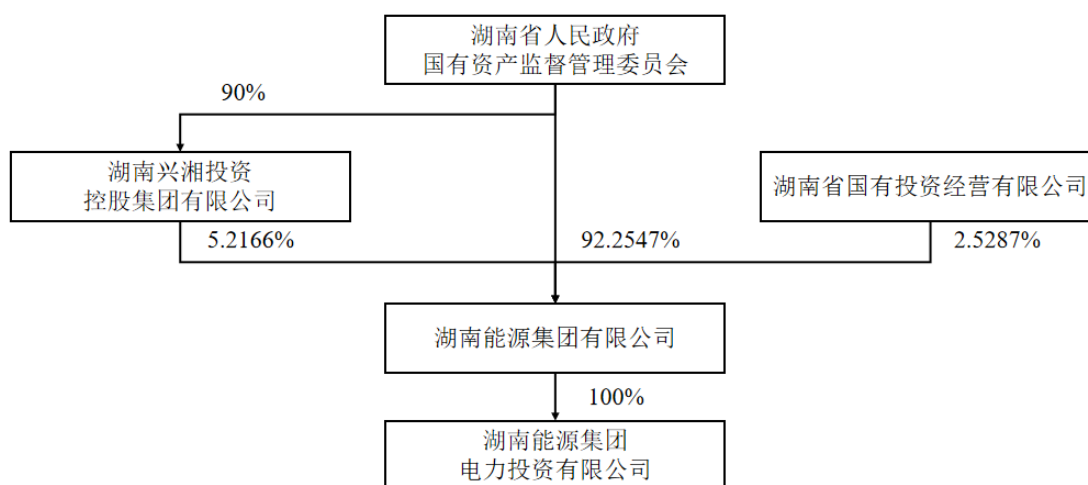 湖南省人民政府
国有资产监督管理委员会
90%
湖南兴湘投资
控股集团有限公司
湖南省国有投资经营有限公司
5.2166%
92.2547%
2.5287%
湖南能源集团有限公司
100%
湖南能源集团
电力投资有限公司